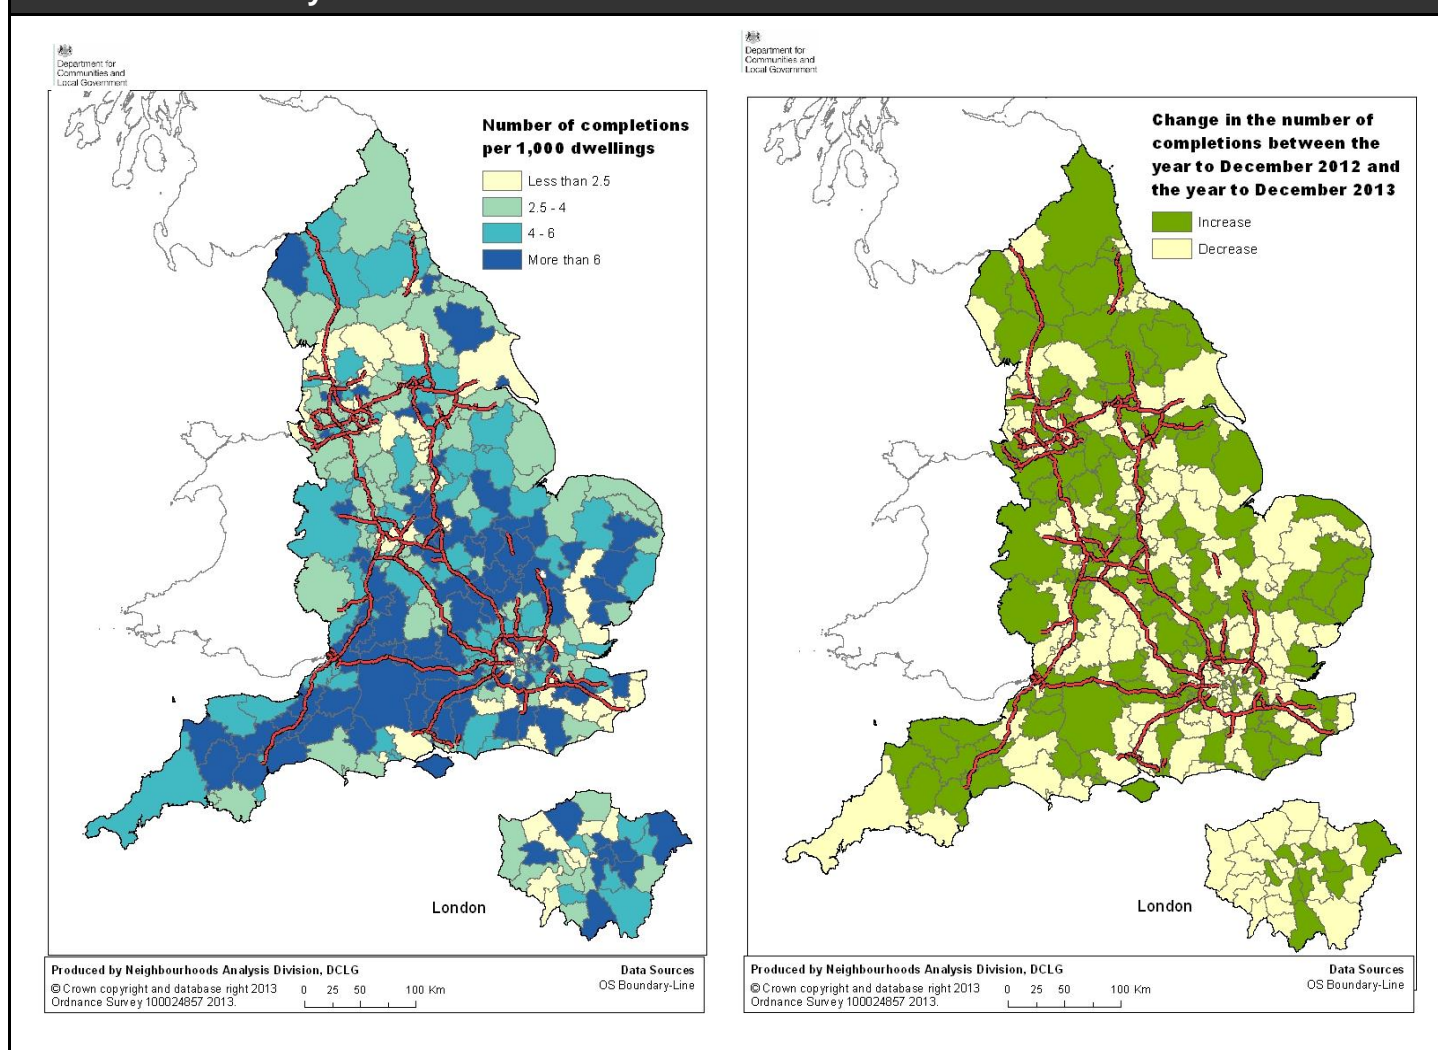 Department for
Communities and
Local Government
Number of completions
per 1,000 dwellings
Less than 2.5
2.5 - 4
4 - 6
More than 6
London
Produced by Neighbourhoods Analysis Division, DCLG
© Crown copyright and database right 2013
Ordnance Survey 100024857 2013.
0 25 50 100 Km
Data Sources
OS Boundary-Line
Department for
Communities and
Local Government
Change in the number of
completions between the
year to December 2012 and
the year to December 2013
Increase
Decrease
London
Produced by Neighbourhoods Analysis Division, DCLG
© Crown copyright and database right 2013
Ordnance Survey 100024857 2013.
0 25 50 100 Km
Data Sources
OS Boundary-Line